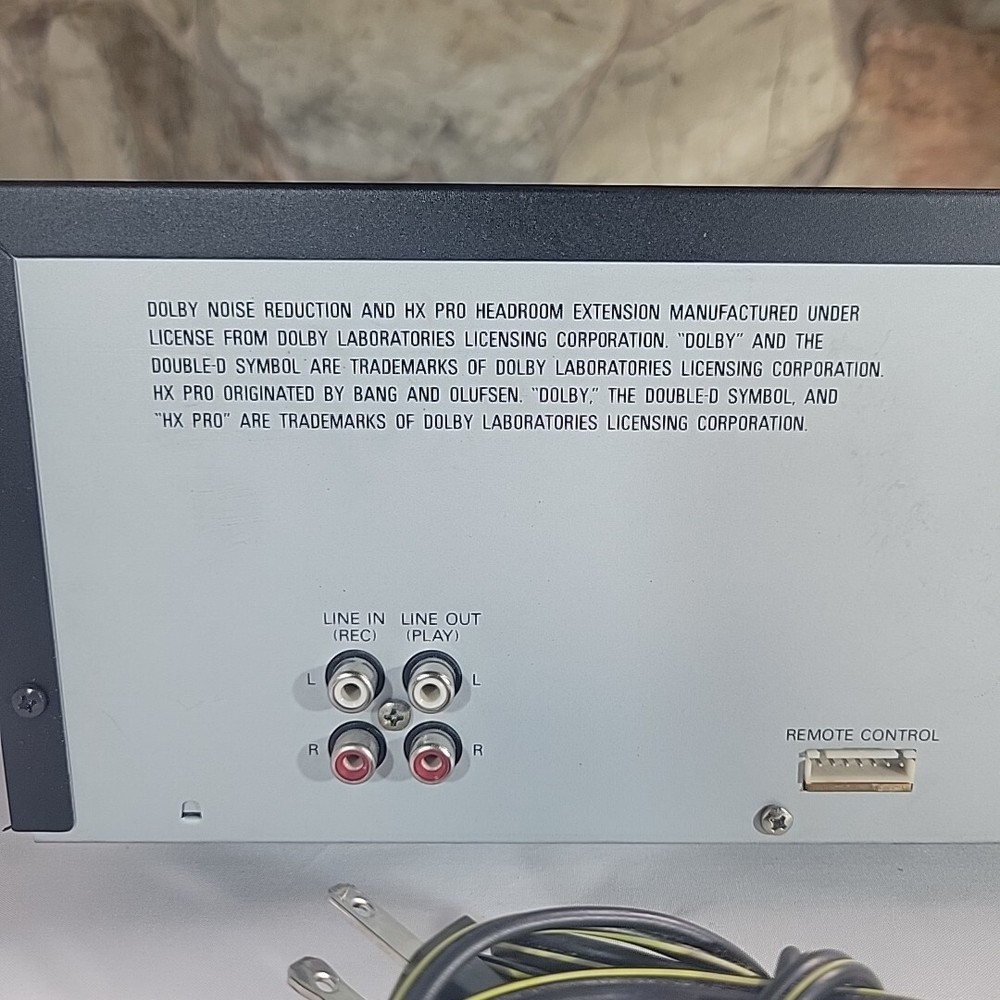 DOLBY NOISE REDUCTION AND HX PRO HEADROOM EXTENSION MANUFACTURED UNDER
LICENSE FROM DOLBY LABORATORIES LICENSING CORPORATION. "DOLBY" AND THE
DOUBLE-D SYMBOL ARE TRADEMARKS OF DOLBY LABORATORIES LICENSING CORPORATION.
HX PRO ORIGINATED BY BANG AND OLUFSEN. "DOLBY," THE DOUBLE-D SYMBOL, AND
"HX PRO" ARE TRADEMARKS OF DOLBY LABORATORIES LICENSING CORPORATION.
LINE IN LINE OUT
(REC) (PLAY)
L L
R R
REMOTE CONTROL